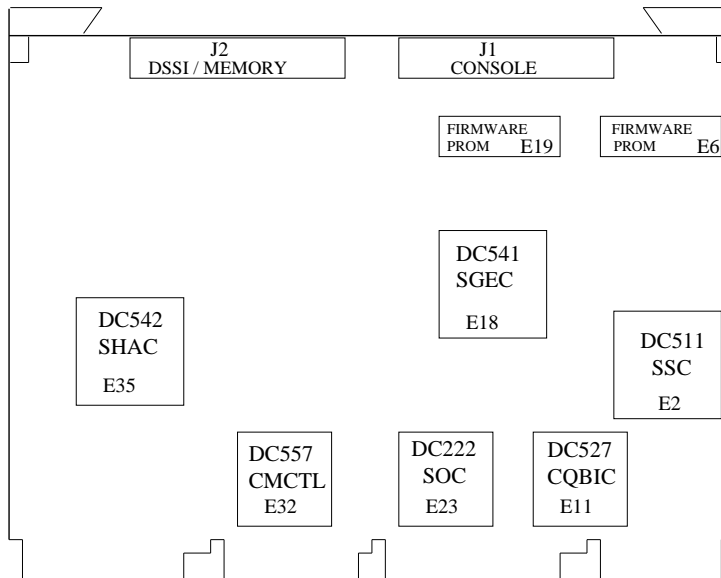 J2
DSSI / MEMORY
J1
CONSOLE
FIRMWARE
PROM E19
FIRMWARE
PROM E6
DC541
SGEC
E18
DC542
SHAC
E35
DC511
SSC
E2
DC557
CMCTL
E32
DC222
SOC
E23
DC527
CQBIC
E11